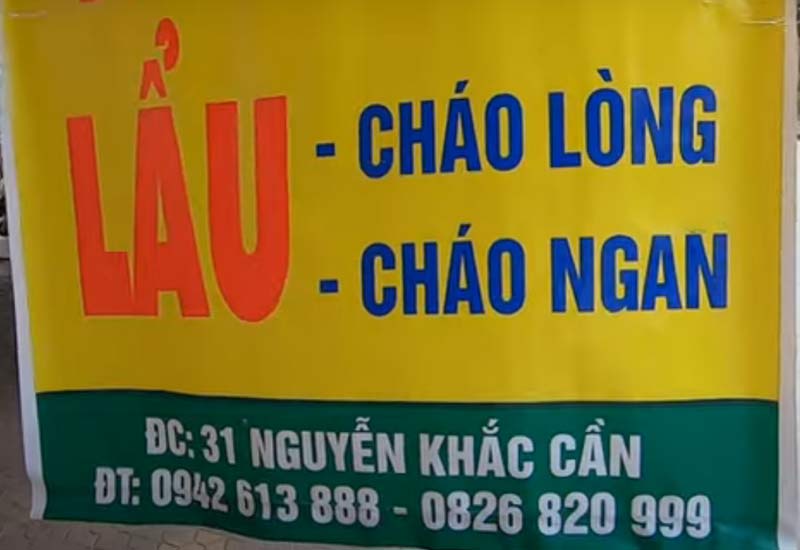 LẨU
- CHÁO LÒNG
- CHÁO NGAN
ĐC: 31 NGUYỄN KHẮC CẦN
ĐT: 0942 613 888 - 0826 820 999